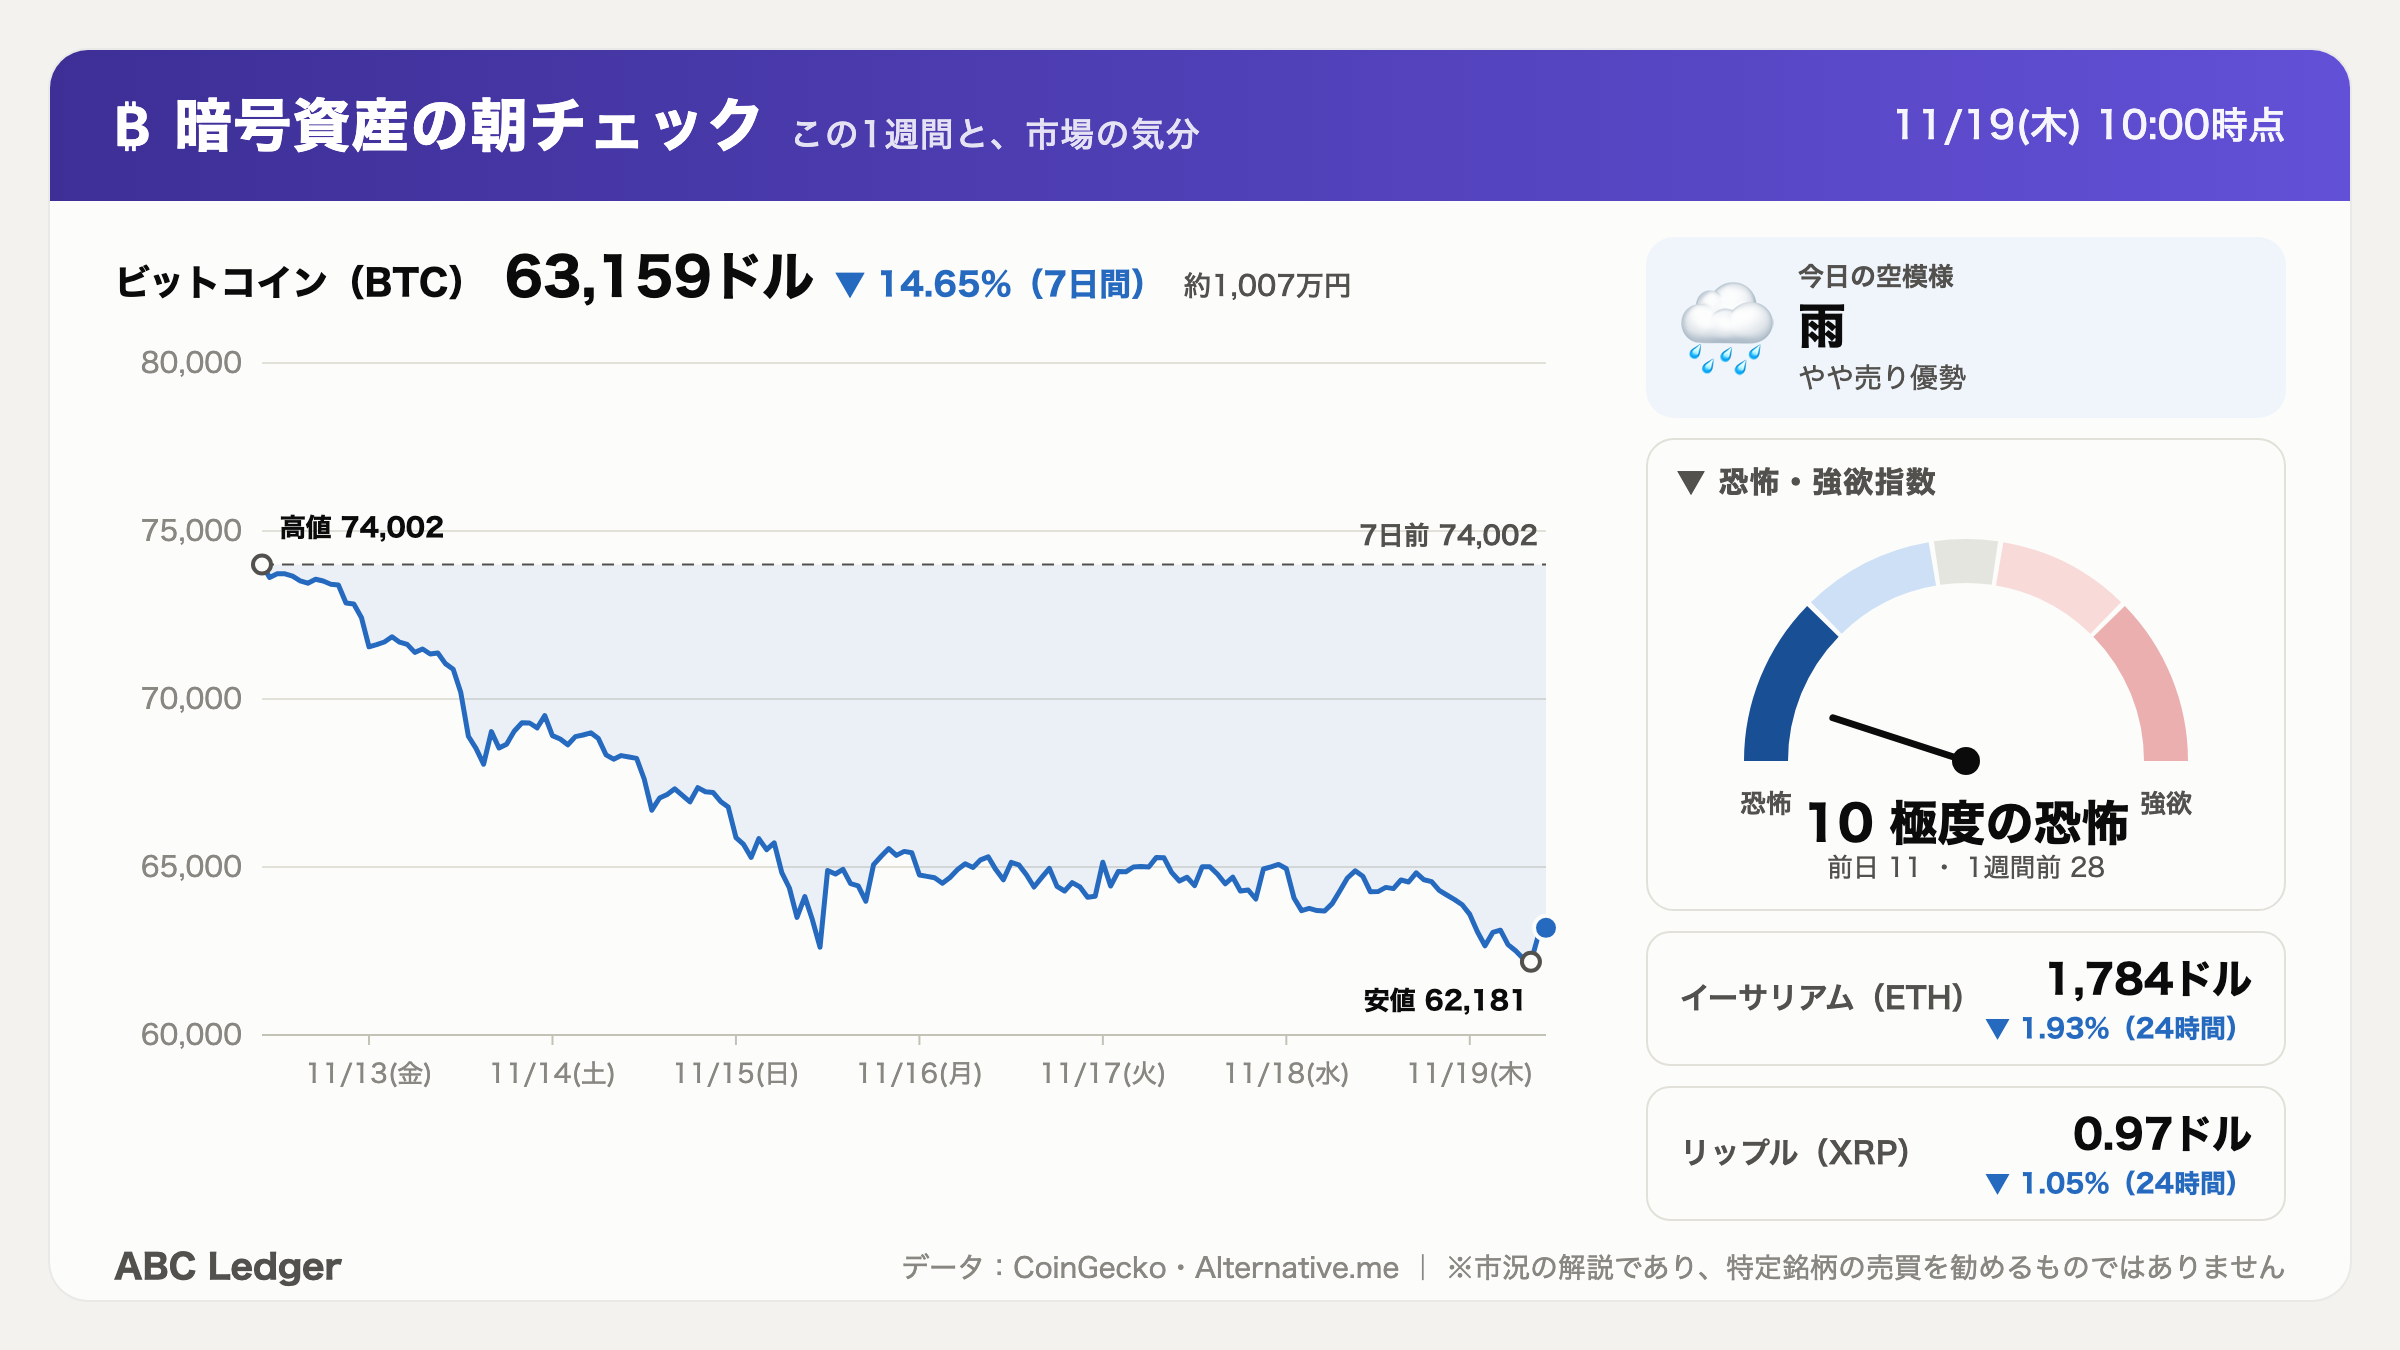 ₿ 暗号資産の朝チェック この1週間と、市場の気分
11/19(木) 10:00時点
ビットコイン（BTC） 63,159ドル ▼ 14.65%（7日間） 約1,007万円
80,000
75,000
70,000
65,000
60,000
高値 74,002
7日前 74,002
安値 62,181
11/13(金) 11/14(土) 11/15(日) 11/16(月) 11/17(火) 11/18(水) 11/19(木)
今日の空模様
雨
やや売り優勢
▼ 恐怖・強欲指数
恐怖 10 極度の恐怖 強欲
前日 11 ・ 1週間前 28
イーサリアム（ETH） 1,784ドル
▼ 1.93%（24時間）
リップル（XRP） 0.97ドル
▼ 1.05%（24時間）
ABC Ledger
データ：CoinGecko・Alternative.me ｜ ※市況の解説であり、特定銘柄の売買を勧めるものではありません